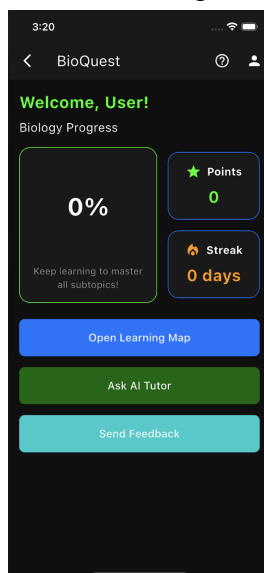 3:20
BioQuest
Welcome, User!
Biology Progress
0%
Keep learning to master
all subtopics!
Points
0
Streak
0 days
Open Learning Map
Ask AI Tutor
Send Feedback